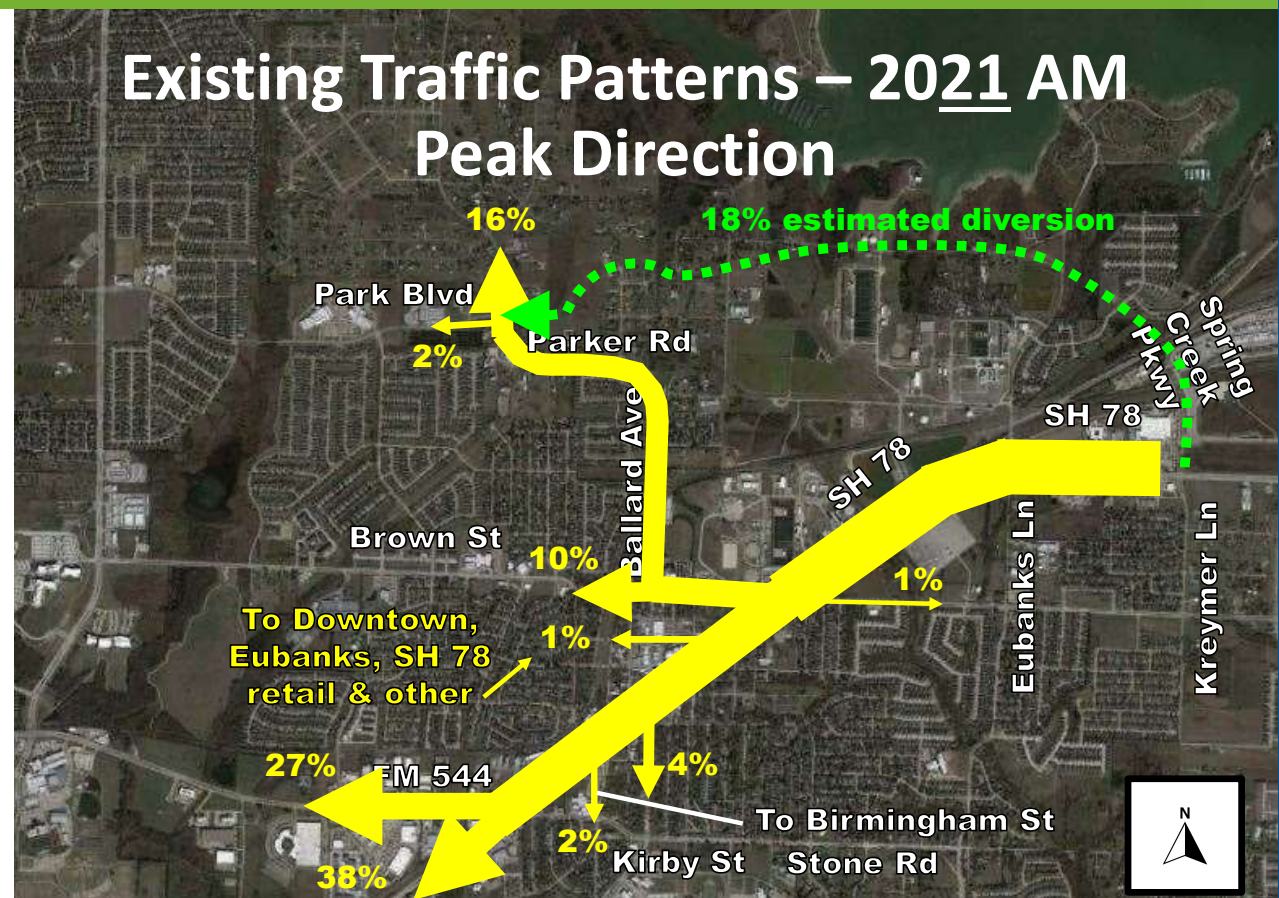 Existing Traffic Patterns – 2021 AM
Peak Direction
16%
18% estimated diversion
Park Blvd
Parker Rd
2%
Spring
Creek
Pkwy
SH 78
SH 78
Ballard Ave
Brown St
10%
1%
Eubanks Ln
Kreymer Ln
To Downtown,
Eubanks, SH 78
retail & other
1%
27%
FM 544
4%
To Birmingham St
2%
Kirby St
Stone Rd
38%
N